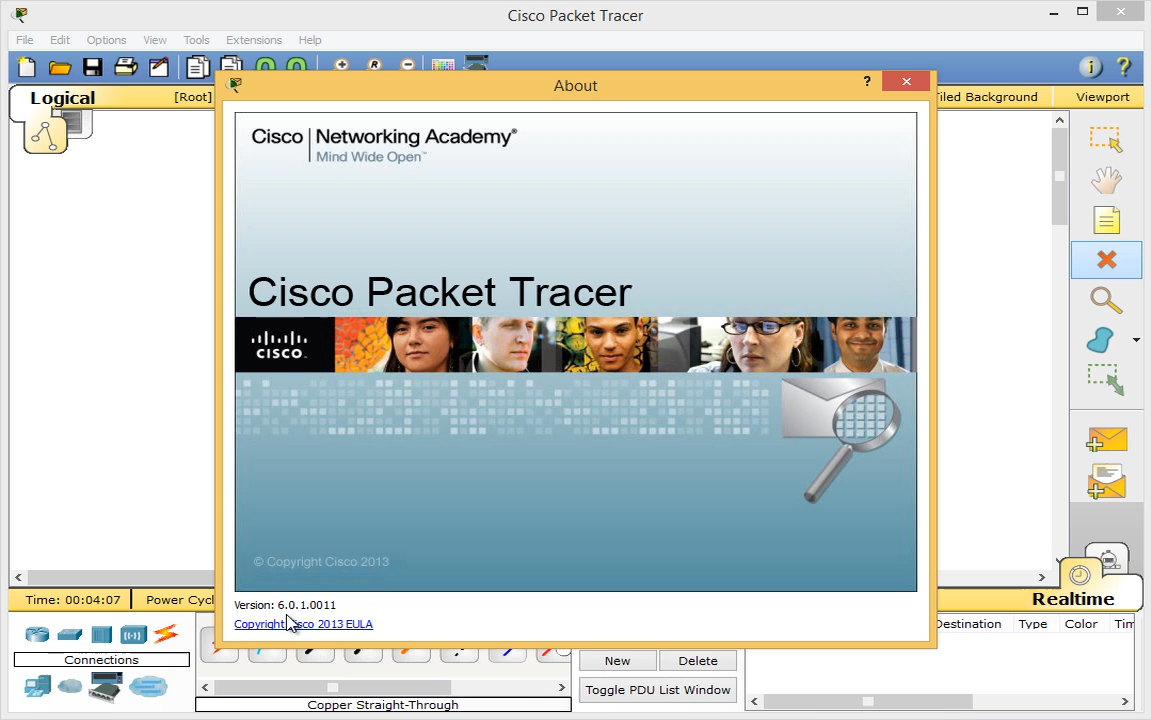 Cisco Packet Tracer
File Edit Options View Tools Extensions Help
i ?
Logical [Root] Tiled Background Viewport
About ?
Cisco Networking Academy®
Mind Wide Open™
Cisco Packet Tracer
CISCO.
© Copyright Cisco 2013
Version: 6.0.1.0011
Copyright Cisco 2013 EULA
Time: 00:04:07 Power Cycl
Realtime
Destination Type Color Tim
Connections
New Delete
Toggle PDU List Window
Copper Straight-Through